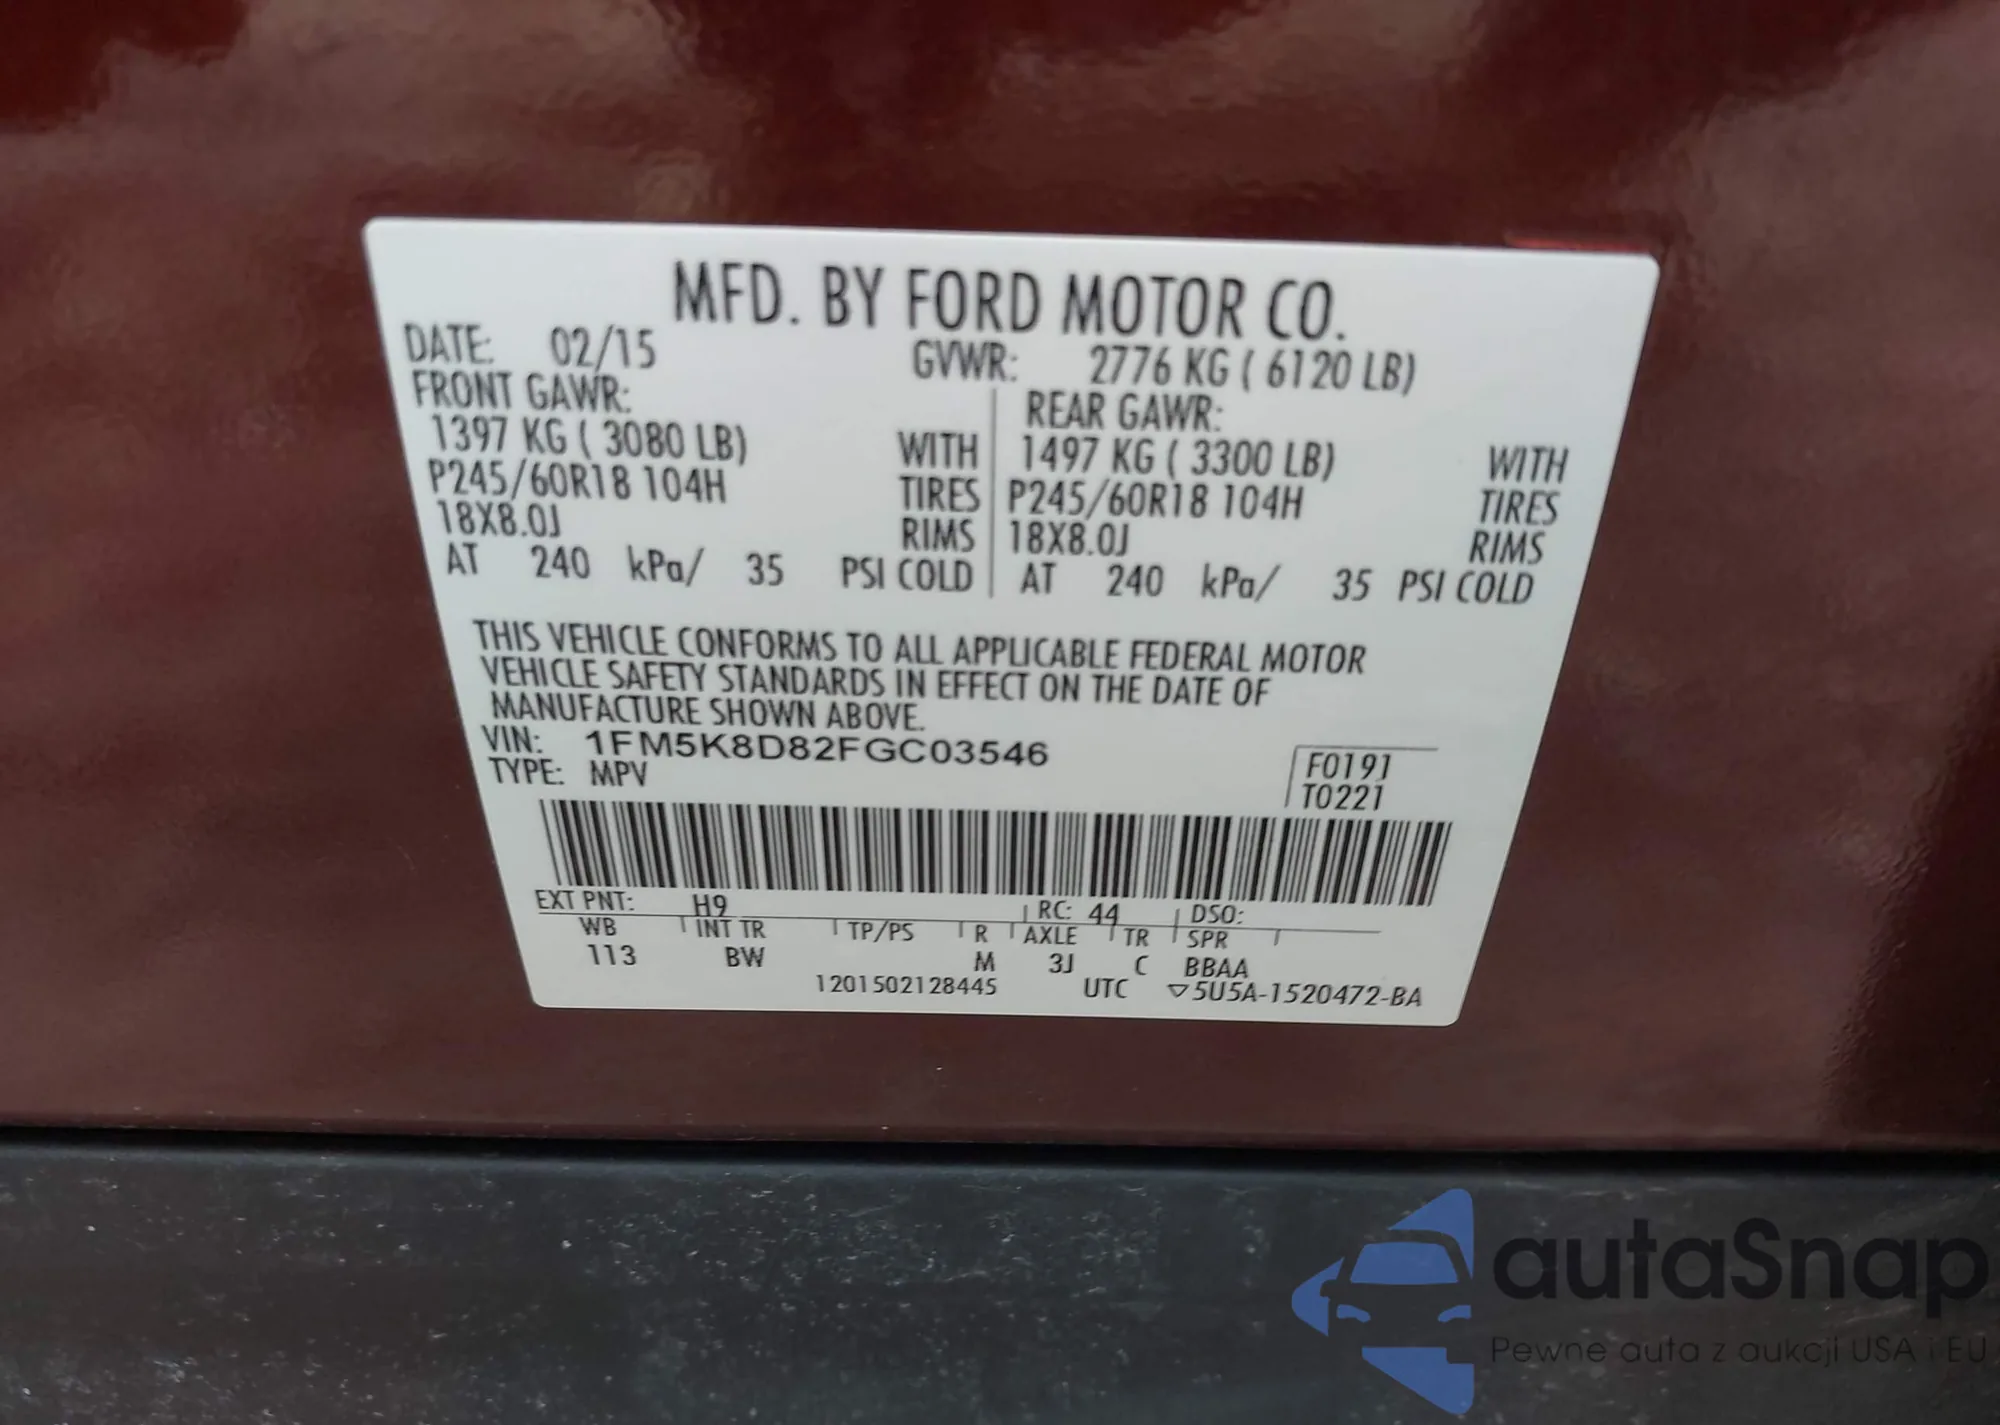 MFD. BY FORD MOTOR CO.
DATE: 02/15 GVWR: 2776 KG ( 6120 LB)
FRONT GAWR: REAR GAWR:
1397 KG ( 3080 LB) WITH 1497 KG ( 3300 LB) WITH
P245/60R18 104H TIRES P245/60R18 104H TIRES
18X8.0J RIMS 18X8.0J RIMS
AT 240 kPa/ 35 PSI COLD AT 240 kPa/ 35 PSI COLD
THIS VEHICLE CONFORMS TO ALL APPLICABLE FEDERAL MOTOR
VEHICLE SAFETY STANDARDS IN EFFECT ON THE DATE OF
MANUFACTURE SHOWN ABOVE.
VIN: 1FM5K8D82FGC03546
TYPE: MPV
F0191
T0221
EXT PNT: H9 RC: 44 DSO:
WB INT TR TP/PS R AXLE TR SPR
113 BW M 3J C BBAA
1201502128445 UTC ▽5U5A-1520472-BA
autaSnap
Pewne auta z aukcji USA i EU